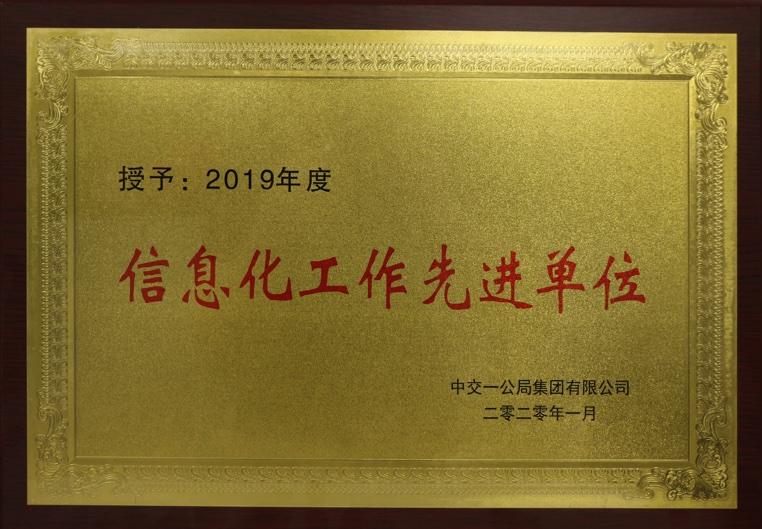 授予：2019年度
信息化工作先进单位
中交一公局集团有限公司
二零二零年一月